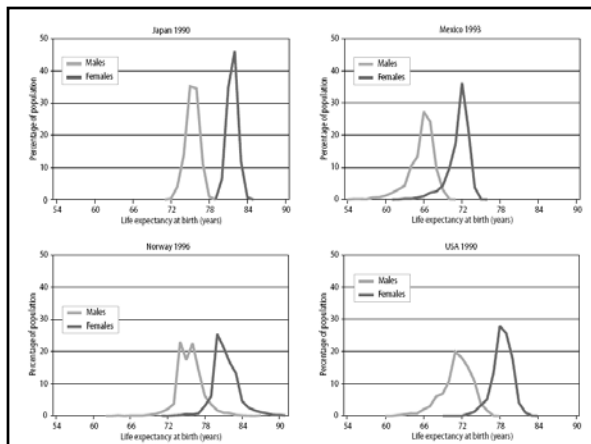 Japan 1990
50
40
30
20
10
0
Percentage of population
Males
Females
54 60 66 72 78 84 90
Life expectancy at birth (years)
Mexico 1993
50
40
30
20
10
0
Percentage of population
Males
Females
54 60 66 72 78 84 90
Life expectancy at birth (years)
Norway 1996
50
40
30
20
10
0
Percentage of population
Males
Females
54 60 66 72 78 84 90
Life expectancy at birth (years)
USA 1990
50
40
30
20
10
0
Percentage of population
Males
Females
54 60 66 72 78 84 90
Life expectancy at birth (years)